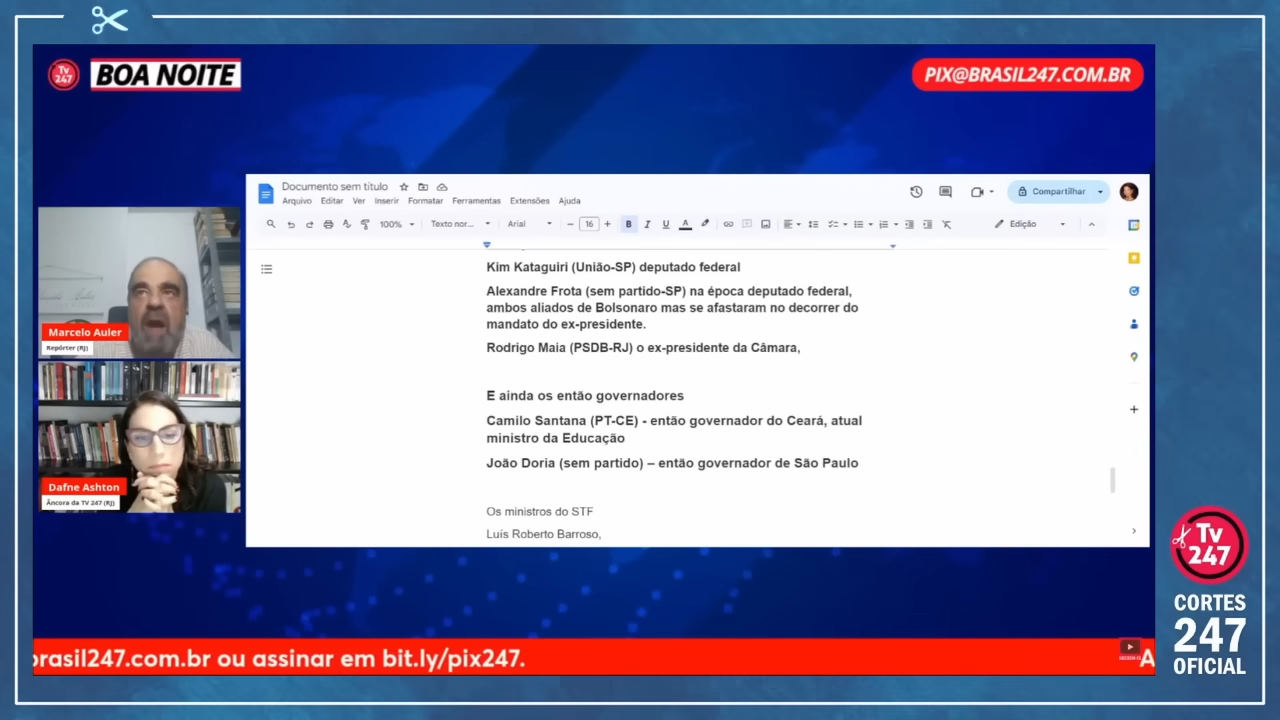 Tv
247
BOA NOITE
PIX@BRASIL247.COM.BR
Documento sem título
Arquivo Editar Ver Inserir Formatar Ferramentas Extensões Ajuda
Compartilhar
100% Texto nor... Arial 16 B I U A Edição
Kim Kataguiri (União-SP) deputado federal
Alexandre Frota (sem partido-SP) na época deputado federal,
ambos aliados de Bolsonaro mas se afastaram no decorrer do
mandato do ex-presidente.
Rodrigo Maia (PSDB-RJ) o ex-presidente da Câmara,
E ainda os então governadores
Camilo Santana (PT-CE) - então governador do Ceará, atual
ministro da Educação
João Doria (sem partido) – então governador de São Paulo
Os ministros do STF
Luís Roberto Barroso,
Marcelo Auler
Repórter (RJ)
Dafne Ashton
Âncora da TV 247 (RJ)
brasil247.com.br ou assinar em bit.ly/pix247.
A
Tv
247
CORTES
247
OFICIAL